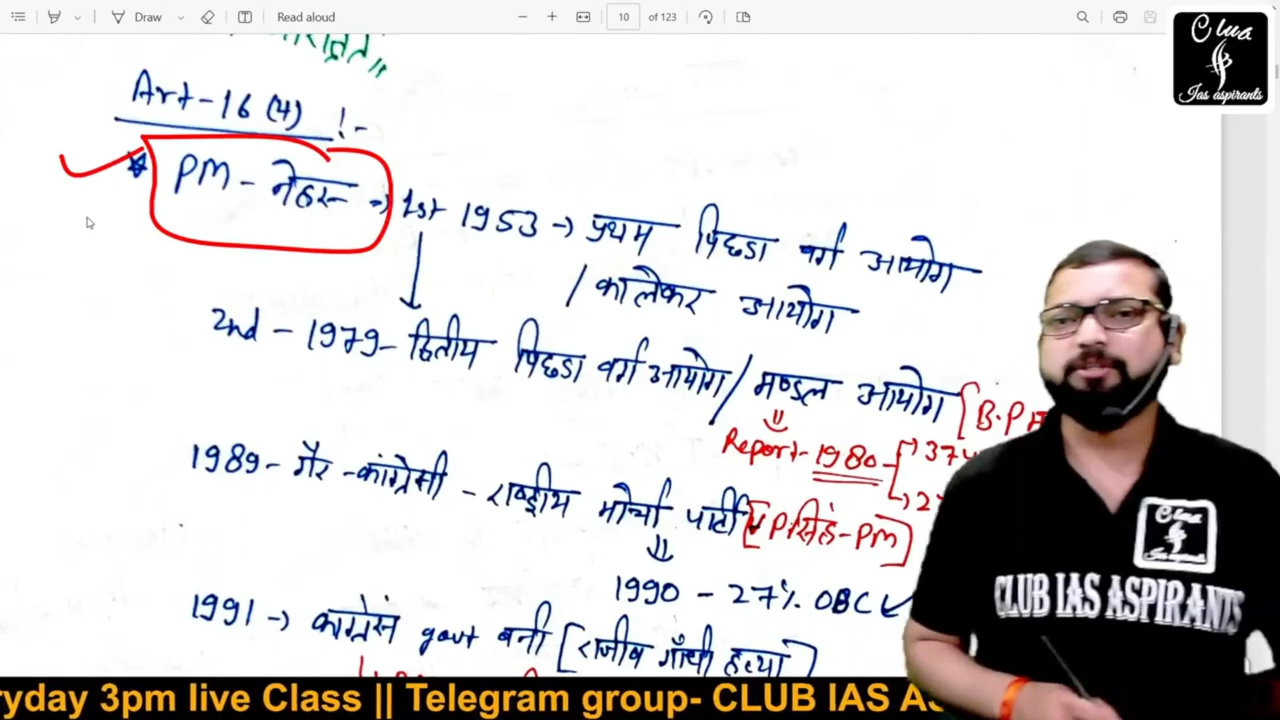 Draw
Read aloud
10 of 123
Club
Ias aspirants
Art-16 (4) !-
PM - नेहरू → 1st 1953 → प्रथम पिछडा वर्ग आयोग
/ कालेकर आयोग
2nd - 1979 - द्वितीय पिछडा वर्ग आयोग / मण्डल आयोग [B.P
Report - 1980 - 374
27
1989 - गैर - कांग्रेसी - राष्ट्रीय मोर्चा पार्टी [V P सिंह - PM]
1990 - 27% OBC
1991 → कांग्रेस govt बनी [राजीव गाँधी हत्या]
CLUB IAS ASPIRANTS
ryday 3pm live Class || Telegram group- CLUB IAS AS